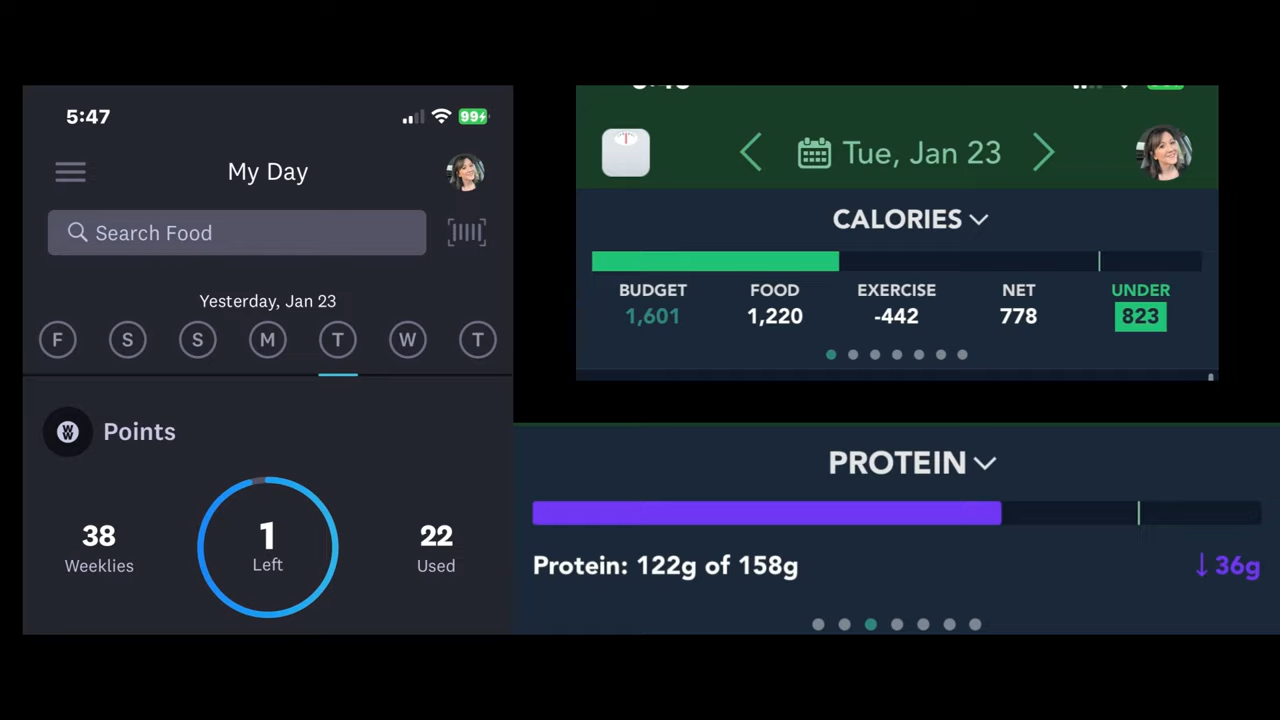 5:47
99
My Day
Search Food
Yesterday, Jan 23
F S S M T W T
W
Points
38
Weeklies
1
Left
22
Used
Tue, Jan 23
CALORIES
BUDGET FOOD EXERCISE NET UNDER
1,601 1,220 -442 778 823
PROTEIN
Protein: 122g of 158g ↓36g